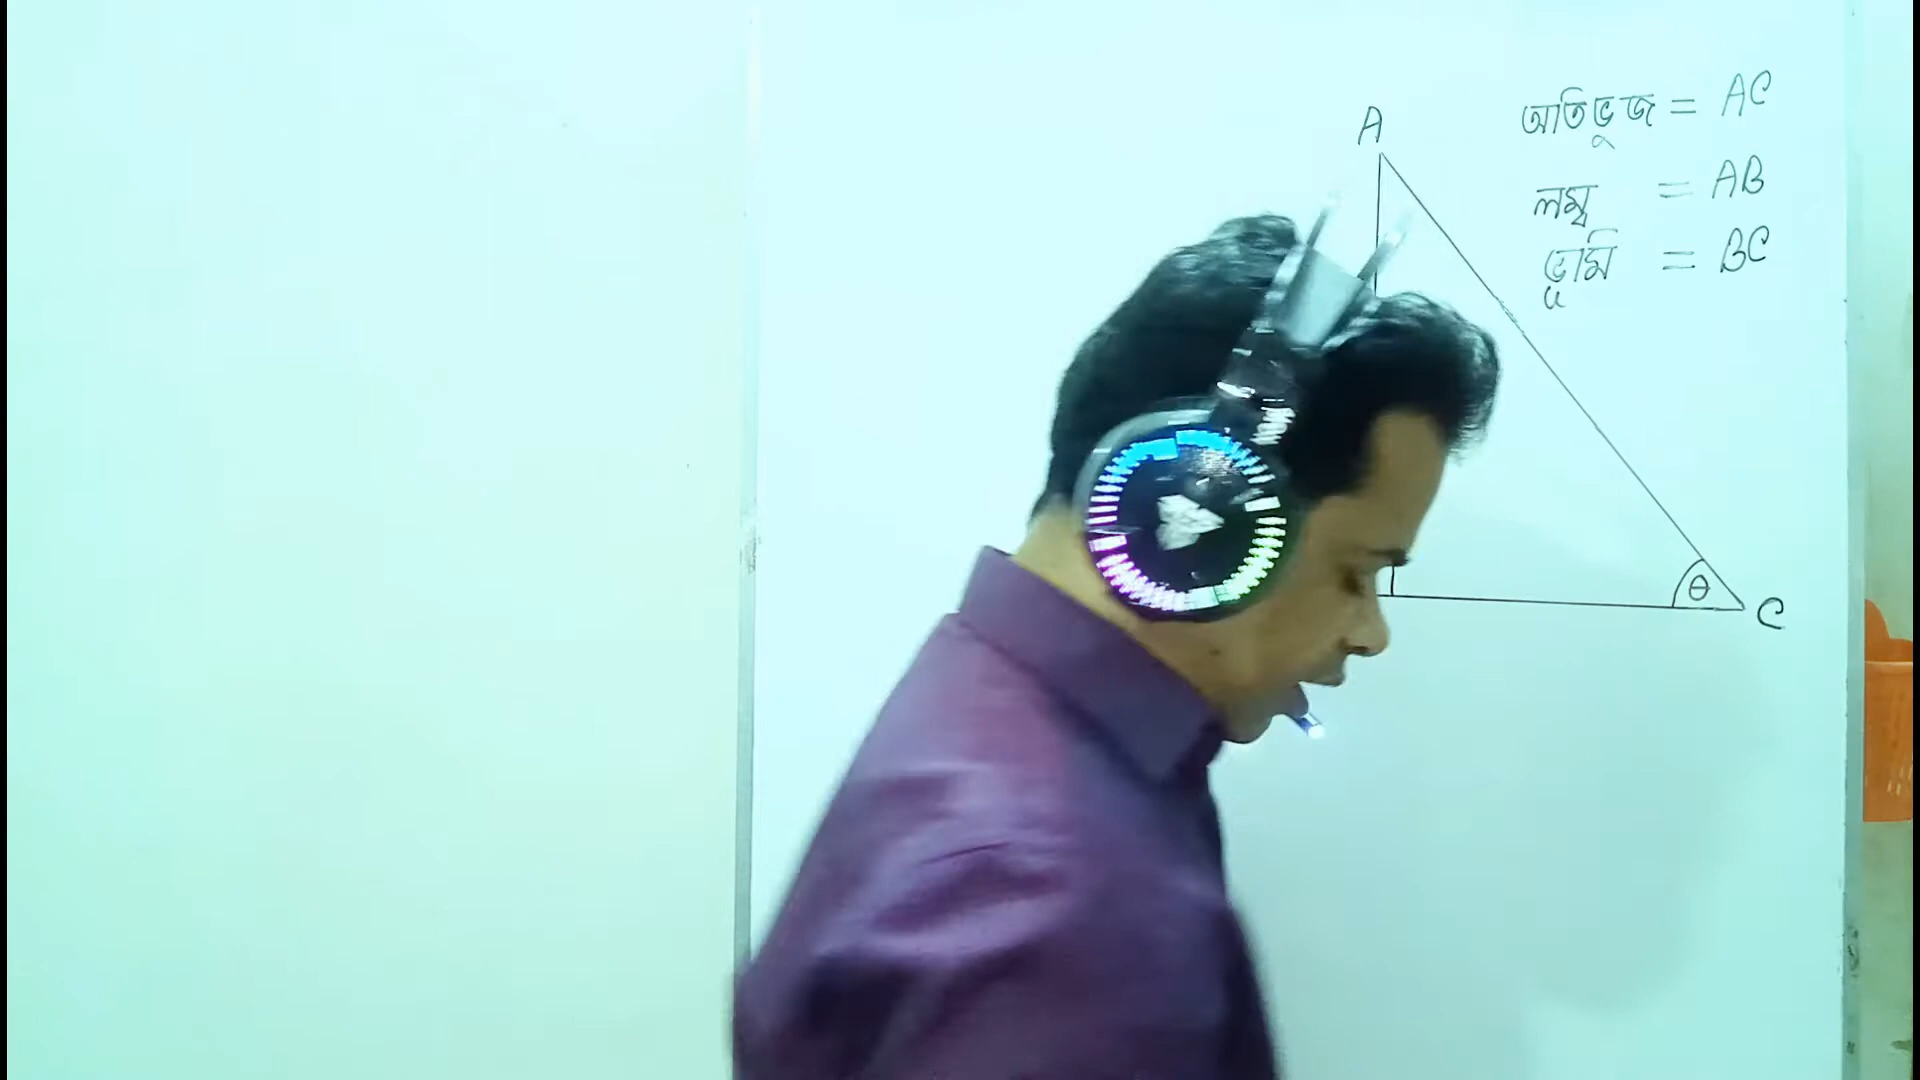 A
অতিভূজ = AC
লম্ব = AB
ভূমি = BC
θ
C